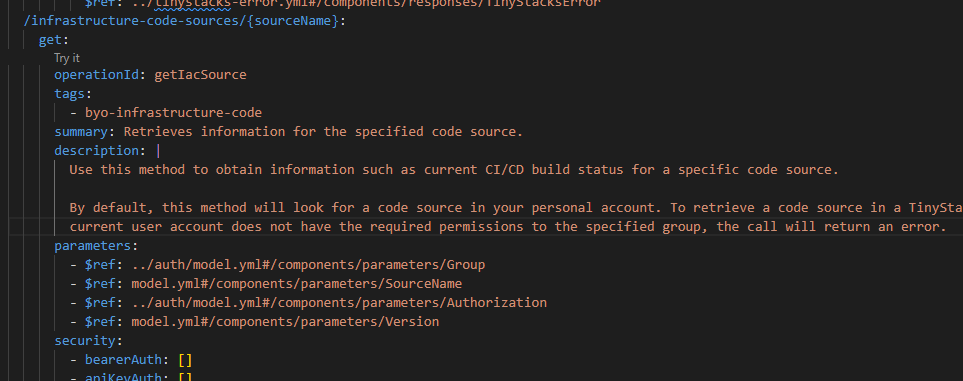 $ref: ../tinystacks-error.yml#/components/responses/TinyStacksError
/infrastructure-code-sources/{sourceName}:
get:
Try it
operationId: getIacSource
tags:
- byo-infrastructure-code
summary: Retrieves information for the specified code source.
description: |
Use this method to obtain information such as current CI/CD build status for a specific code source.
By default, this method will look for a code source in your personal account. To retrieve a code source in a TinySta
current user account does not have the required permissions to the specified group, the call will return an error.
parameters:
- $ref: ../auth/model.yml#/components/parameters/Group
- $ref: model.yml#/components/parameters/SourceName
- $ref: ../auth/model.yml#/components/parameters/Authorization
- $ref: model.yml#/components/parameters/Version
security:
- bearerAuth: []
- apiKeyAuth: []